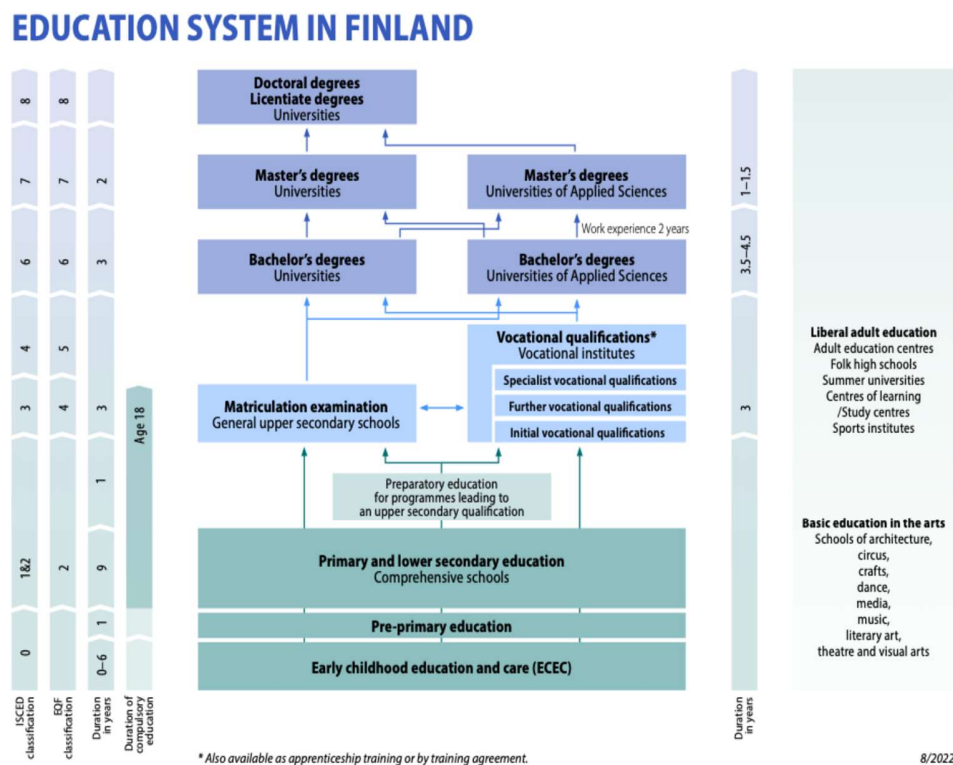 EDUCATION SYSTEM IN FINLAND
8
7
6
4
3
1&2
0
ISCED
classification
8
7
6
5
4
2
EQF
classification
2
3
3
1
9
1
0–6
Duration
in years
Age 18
Duration of
compulsory
education
Doctoral degrees
Licentiate degrees
Universities
Master's degrees
Universities
Master's degrees
Universities of Applied Sciences
Work experience 2 years
Bachelor's degrees
Universities
Bachelor's degrees
Universities of Applied Sciences
Vocational qualifications*
Vocational institutes
Specialist vocational qualifications
Further vocational qualifications
Initial vocational qualifications
Matriculation examination
General upper secondary schools
Preparatory education
for programmes leading to
an upper secondary qualification
Primary and lower secondary education
Comprehensive schools
Pre-primary education
Early childhood education and care (ECEC)
1–1.5
3.5–4.5
3
Duration
in years
Liberal adult education
Adult education centres
Folk high schools
Summer universities
Centres of learning
/Study centres
Sports institutes
Basic education in the arts
Schools of architecture,
circus,
crafts,
dance,
media,
music,
literary art,
theatre and visual arts
* Also available as apprenticeship training or by training agreement.
8/2022